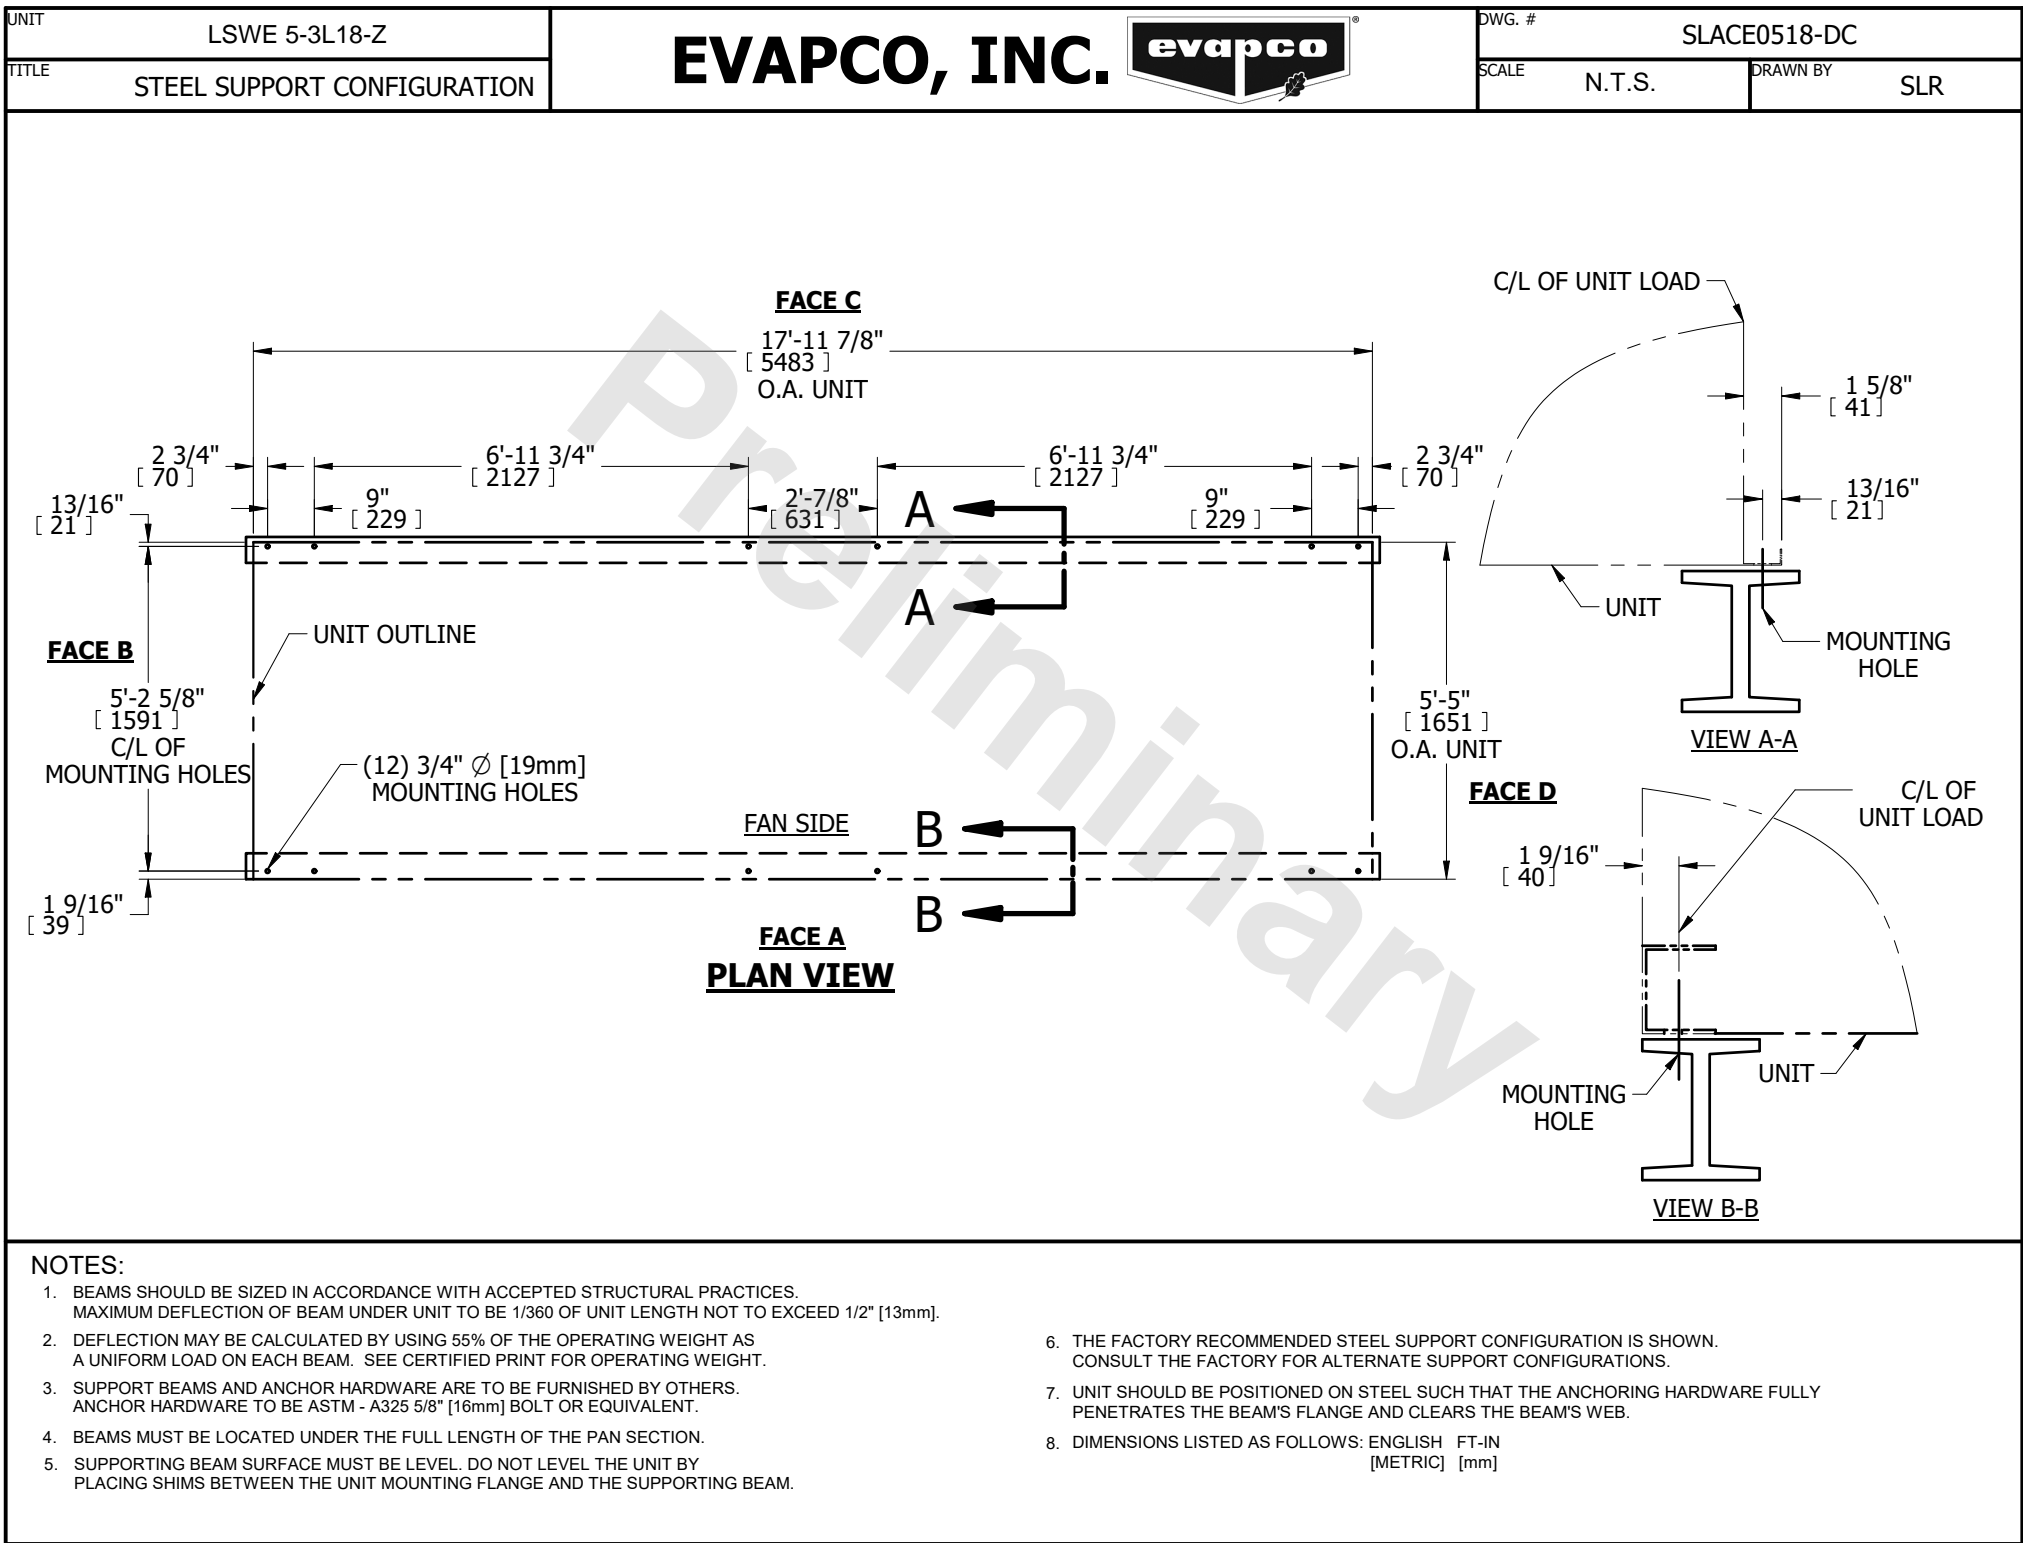 UNIT
LSWE 5-3L18-Z
TITLE
STEEL SUPPORT CONFIGURATION
EVAPCO, INC.
evapco
®
DWG. #
SLACE0518-DC
SCALE
N.T.S.
DRAWN BY
SLR
FACE C
17'-11 7/8"
[ 5483 ]
O.A. UNIT
2 3/4"
[ 70 ]
6'-11 3/4"
[ 2127 ]
6'-11 3/4"
[ 2127 ]
2 3/4"
[ 70 ]
13/16"
[ 21 ]
9"
[ 229 ]
2'-7/8"
[ 631 ]
9"
[ 229 ]
A
A
FACE B
UNIT OUTLINE
5'-2 5/8"
[ 1591 ]
C/L OF
MOUNTING HOLES
(12) 3/4" ∅ [19mm]
MOUNTING HOLES
5'-5"
[ 1651 ]
O.A. UNIT
FACE D
FAN SIDE
B
B
1 9/16"
[ 39 ]
FACE A
PLAN VIEW
Preliminary
C/L OF UNIT LOAD
1 5/8"
[ 41 ]
13/16"
[ 21 ]
UNIT
MOUNTING
HOLE
VIEW A-A
C/L OF
UNIT LOAD
1 9/16"
[ 40 ]
UNIT
MOUNTING
HOLE
VIEW B-B
NOTES:
1. BEAMS SHOULD BE SIZED IN ACCORDANCE WITH ACCEPTED STRUCTURAL PRACTICES.
MAXIMUM DEFLECTION OF BEAM UNDER UNIT TO BE 1/360 OF UNIT LENGTH NOT TO EXCEED 1/2" [13mm].
2. DEFLECTION MAY BE CALCULATED BY USING 55% OF THE OPERATING WEIGHT AS
A UNIFORM LOAD ON EACH BEAM. SEE CERTIFIED PRINT FOR OPERATING WEIGHT.
3. SUPPORT BEAMS AND ANCHOR HARDWARE ARE TO BE FURNISHED BY OTHERS.
ANCHOR HARDWARE TO BE ASTM - A325 5/8" [16mm] BOLT OR EQUIVALENT.
4. BEAMS MUST BE LOCATED UNDER THE FULL LENGTH OF THE PAN SECTION.
5. SUPPORTING BEAM SURFACE MUST BE LEVEL. DO NOT LEVEL THE UNIT BY
PLACING SHIMS BETWEEN THE UNIT MOUNTING FLANGE AND THE SUPPORTING BEAM.
6. THE FACTORY RECOMMENDED STEEL SUPPORT CONFIGURATION IS SHOWN.
CONSULT THE FACTORY FOR ALTERNATE SUPPORT CONFIGURATIONS.
7. UNIT SHOULD BE POSITIONED ON STEEL SUCH THAT THE ANCHORING HARDWARE FULLY
PENETRATES THE BEAM'S FLANGE AND CLEARS THE BEAM'S WEB.
8. DIMENSIONS LISTED AS FOLLOWS: ENGLISH FT-IN
[METRIC] [mm]